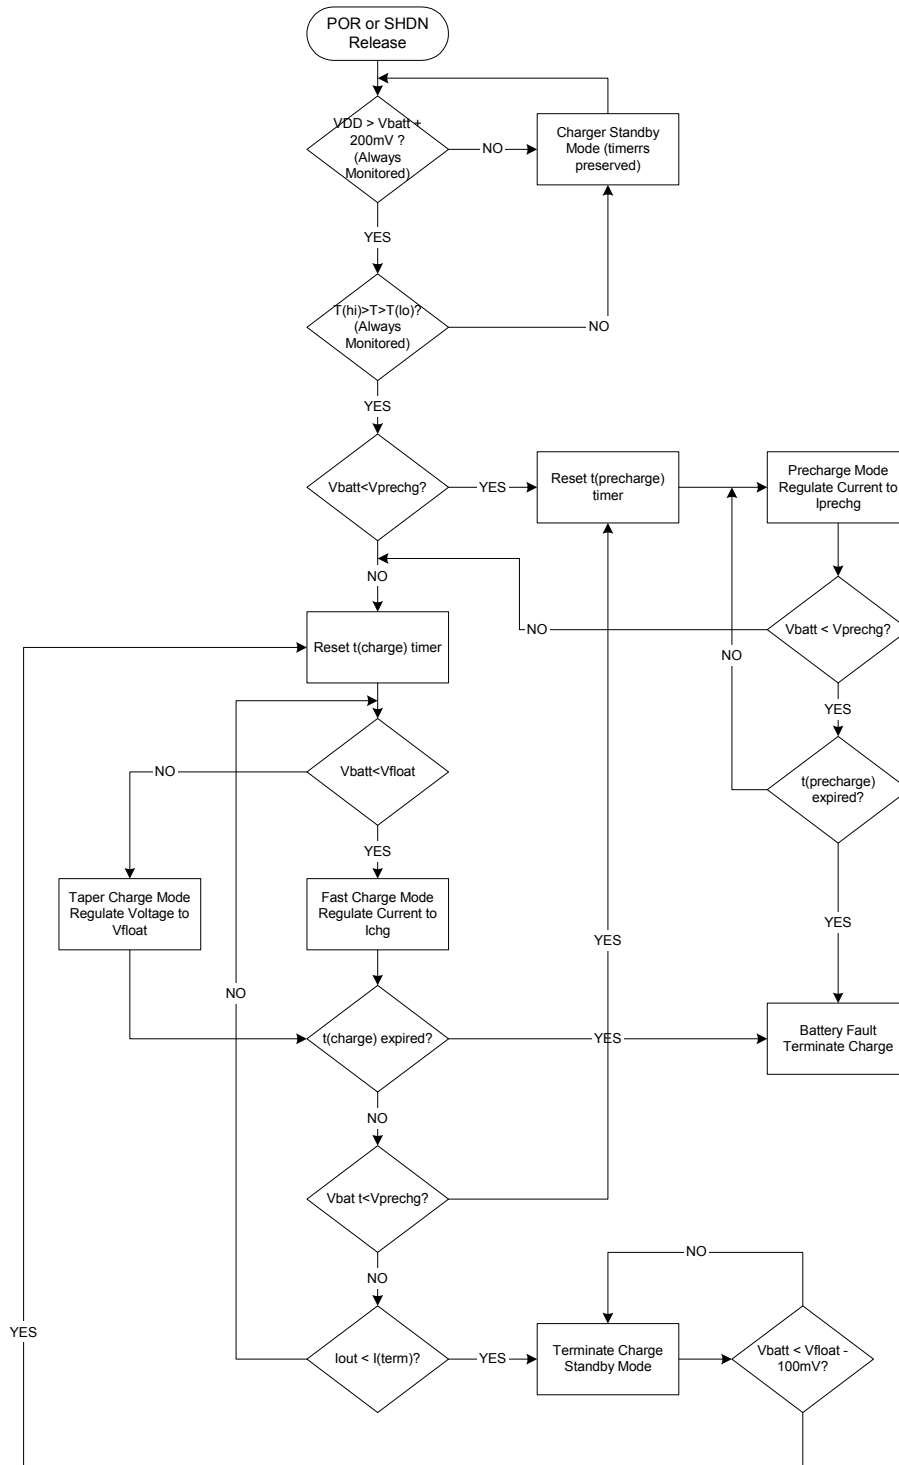 POR or SHDN
Release
VDD > Vbatt +
200mV ?
(Always
Monitored)
NO
Charger Standby
Mode (timerrs
preserved)
YES
T(hi)>T>T(lo)?
(Always
Monitored)
NO
YES
Vbatt<Vprechg?
YES
Reset t(precharge)
timer
Precharge Mode
Regulate Current to
Iprechg
NO
Vbatt < Vprechg?
NO
Reset t(charge) timer
NO
YES
Vbatt<Vfloat
NO
t(precharge)
expired?
YES
Taper Charge Mode
Regulate Voltage to
Vfloat
Fast Charge Mode
Regulate Current to
Ichg
YES
YES
NO
t(charge) expired?
YES
Battery Fault
Terminate Charge
NO
Vbat t<Vprechg?
NO
NO
YES
Iout < I(term)?
YES
Terminate Charge
Standby Mode
Vbatt < Vfloat -
100mV?